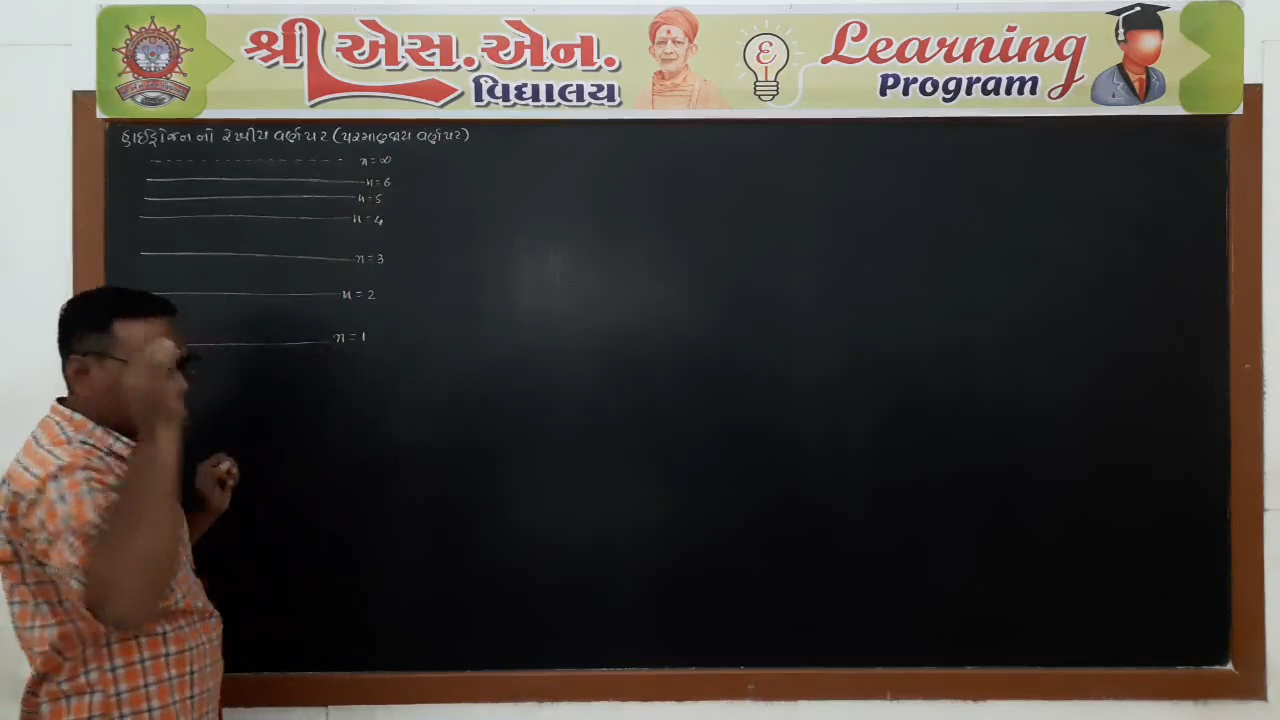 શ્રી એસ.એન.
વિદ્યાલય
Learning
Program
હાઈડ્રોજન નો રેખીય વર્ણપટ (પરમાણ્વીય વર્ણપટ)
n = ∞
n = 6
n = 5
n = 4
n = 3
n = 2
n = 1